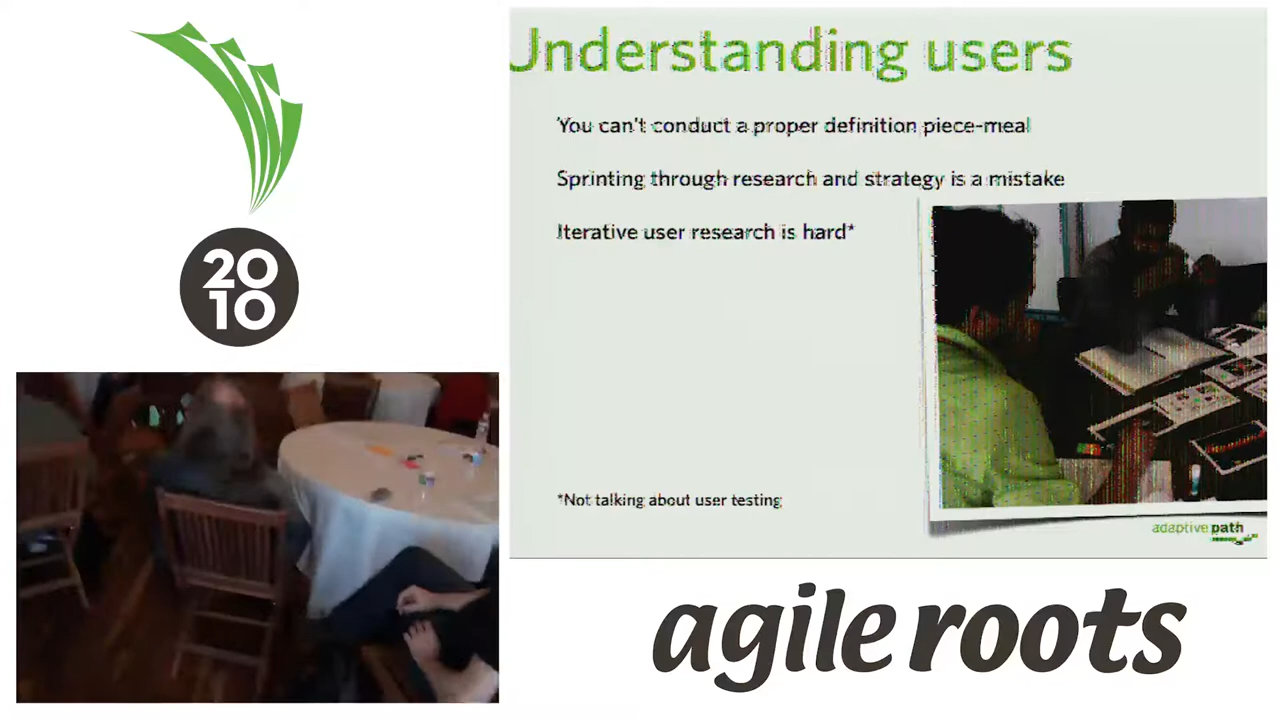 20
10
Understanding users
You can't conduct a proper definition piece-meal
Sprinting through research and strategy is a mistake
Iterative user research is hard*
*Not talking about user testing
adaptive path
agile roots